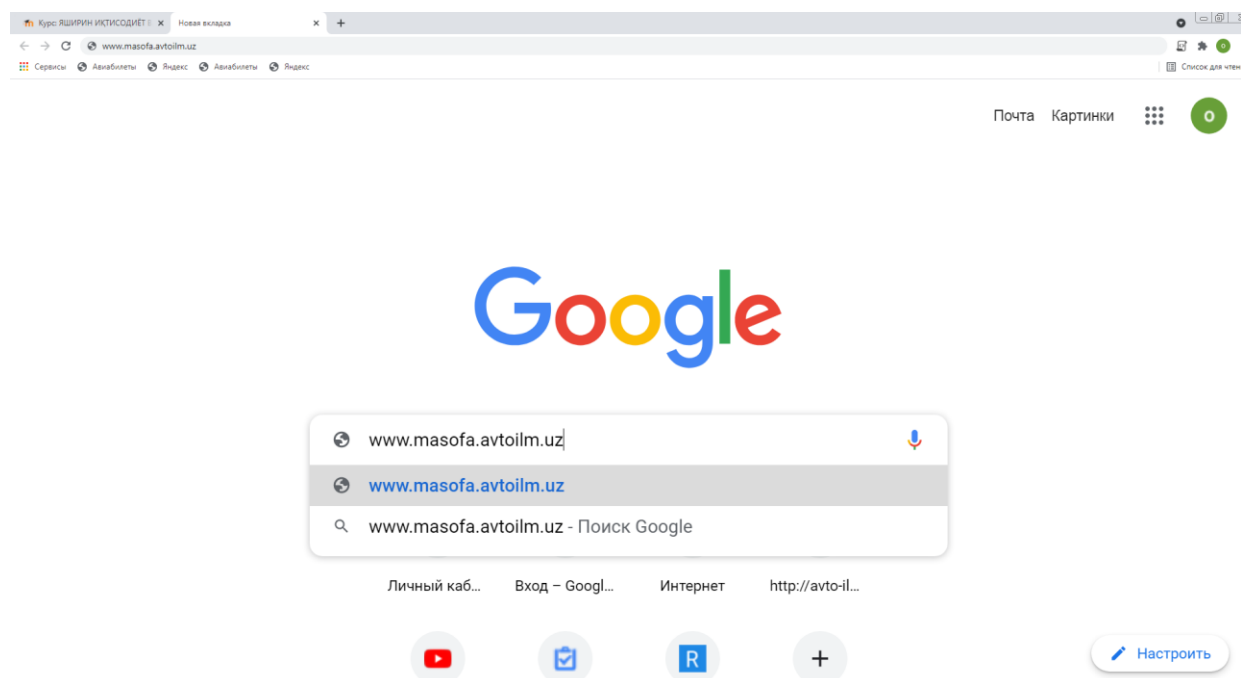 Курс: ЯШИРИН ИҚТИСОДИЁТ
Новая вкладка
www.masofa.avtoilm.uz
Сервисы Авиабилеты Яндекс Авиабилеты Яндекс
Список для чтен
Почта Картинки
o
Google
www.masofa.avtoilm.uz
www.masofa.avtoilm.uz
www.masofa.avtoilm.uz - Поиск Google
Личный каб... Вход – Googl... Интернет http://avto-il...
R
Настроить